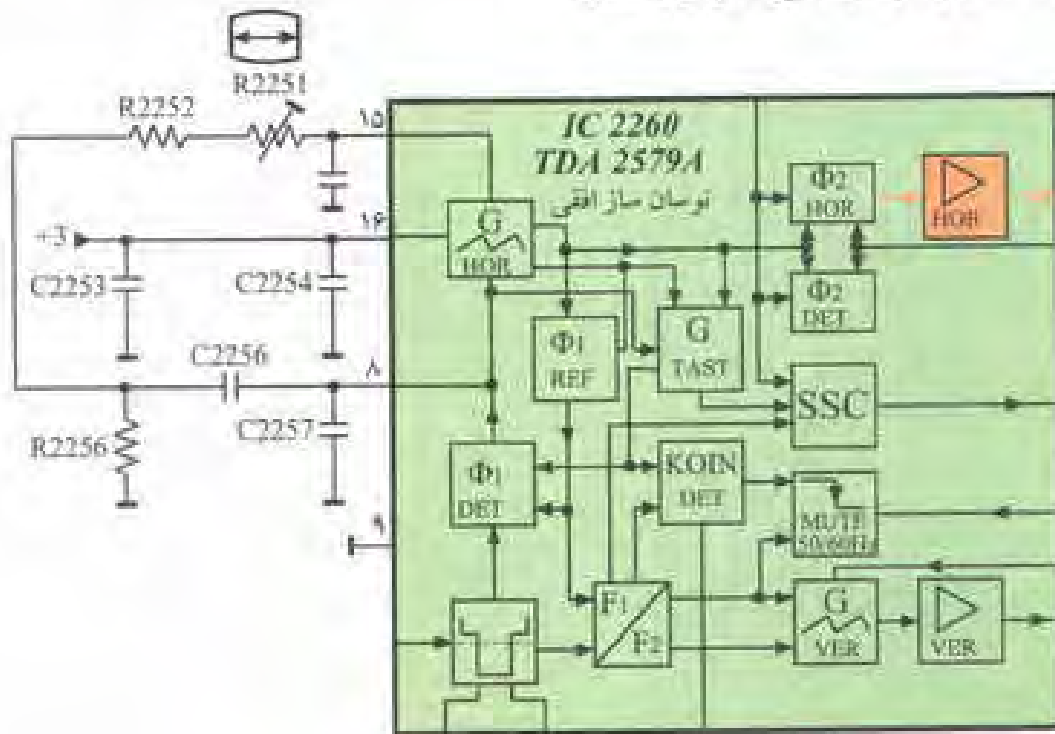 R2251
R2252
۱۵
IC 2260
TDA 2579A
نوسان ساز افقی
Φ2
HOR
HOR
۱۶
+3
G
HOR
C2253
C2254
Φ2
DET
Φ1
REF
G
TAST
C2256
۸
SSC
R2256
C2257
Φ1
DET
KOIN
DET
MUTE
50/60Hz
۹
F1
F2
G
VER
VER